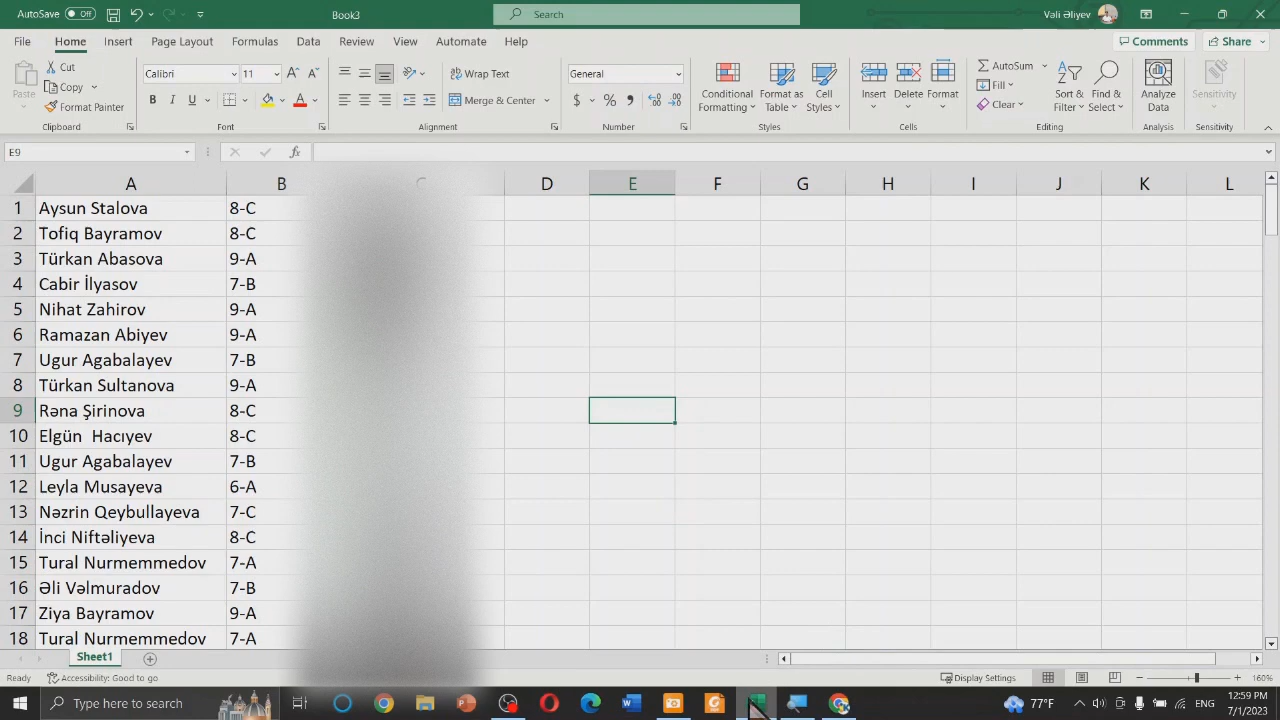 AutoSave Off Book3 Search Vəli Əliyev
File Home Insert Page Layout Formulas Data Review View Automate Help Comments Share
Paste Cut Copy Format Painter Clipboard
Calibri 11 B I U A Font
Wrap Text Merge & Center Alignment
General $ % Number
Conditional Formatting Format as Table Cell Styles Styles
Insert Delete Format Cells
AutoSum Fill Clear Sort & Filter Find & Select Editing
Analyze Data Analysis
Sensitivity Sensitivity
E9 fx
A B C D E F G H I J K L
1 Aysun Stalova 8-C
2 Tofiq Bayramov 8-C
3 Türkan Abasova 9-A
4 Cabir İlyasov 7-B
5 Nihat Zahirov 9-A
6 Ramazan Abiyev 9-A
7 Ugur Agabalayev 7-B
8 Türkan Sultanova 9-A
9 Rəna Şirinova 8-C
10 Elgün  Hacıyev 8-C
11 Ugur Agabalayev 7-B
12 Leyla Musayeva 6-A
13 Nəzrin Qeybullayeva 7-C
14 İnci Niftəliyeva 8-C
15 Tural Nurmemmedov 7-A
16 Əli Vəlmuradov 7-B
17 Ziya Bayramov 9-A
18 Tural Nurmemmedov 7-A
Sheet1
Ready Accessibility: Good to go Display Settings 160%
Type here to search 77°F ENG 12:59 PM
7/1/2023